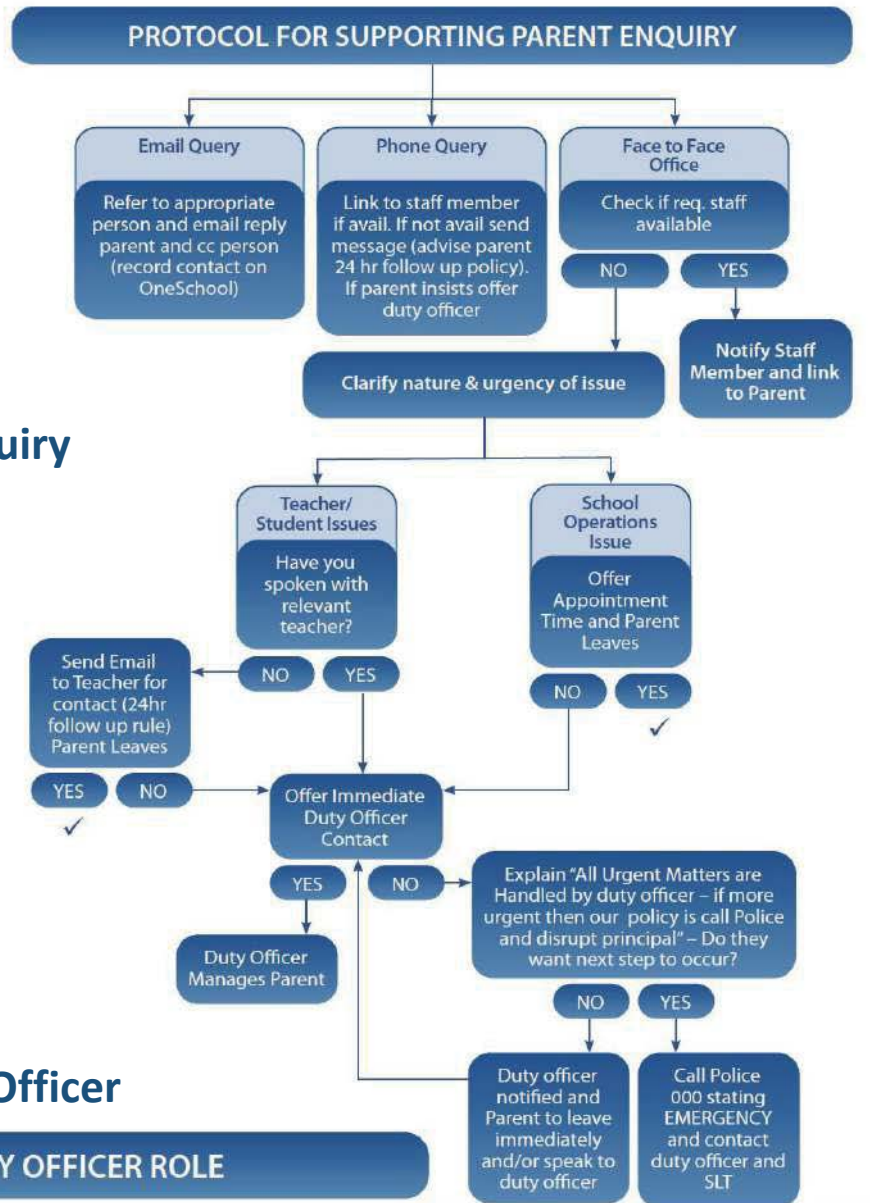 PROTOCOL FOR SUPPORTING PARENT ENQUIRY
Email Query
Refer to appropriate
person and email reply
parent and cc person
(record contact on
OneSchool)
Phone Query
Link to staff member
if avail. If not avail send
message (advise parent
24 hr follow up policy).
If parent insists offer
duty officer
Face to Face
Office
Check if req. staff
available
NO
YES
Notify Staff
Member and link
to Parent
Clarify nature & urgency of issue
uiry
Teacher/
Student Issues
Have you
spoken with
relevant
teacher?
NO
YES
School
Operations
Issue
Offer
Appointment
Time and Parent
Leaves
NO
YES
✓
Send Email
to Teacher for
contact (24hr
follow up rule)
Parent Leaves
YES
NO
✓
Offer Immediate
Duty Officer
Contact
YES
NO
Duty Officer
Manages Parent
Explain "All Urgent Matters are
Handled by duty officer – if more
urgent then our policy is call Police
and disrupt principal" – Do they
want next step to occur?
NO
YES
Duty officer
notified and
Parent to leave
immediately
and/or speak to
duty officer
Call Police
000 stating
EMERGENCY
and contact
duty officer and
SLT
Officer
Y OFFICER ROLE